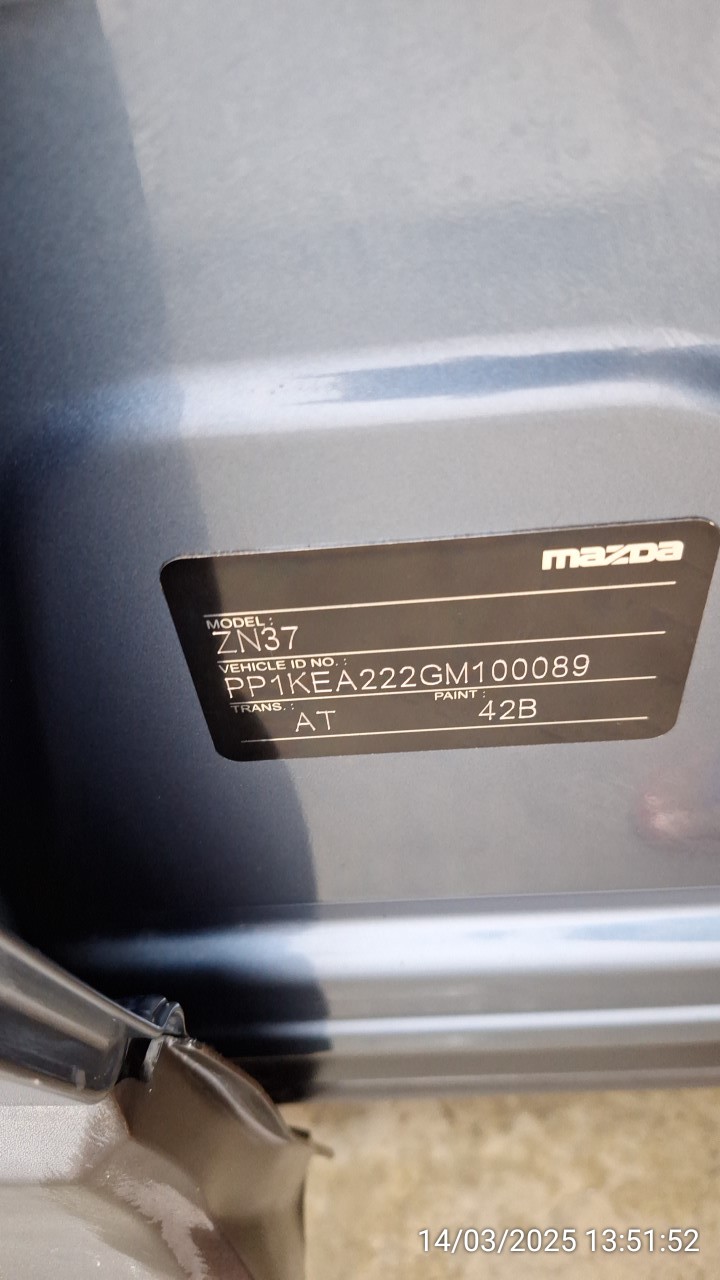 mazda
MODEL :
ZN37
VEHICLE ID NO. :
PP1KEA222GM100089
TRANS. : PAINT :
AT 42B
14/03/2025 13:51:52